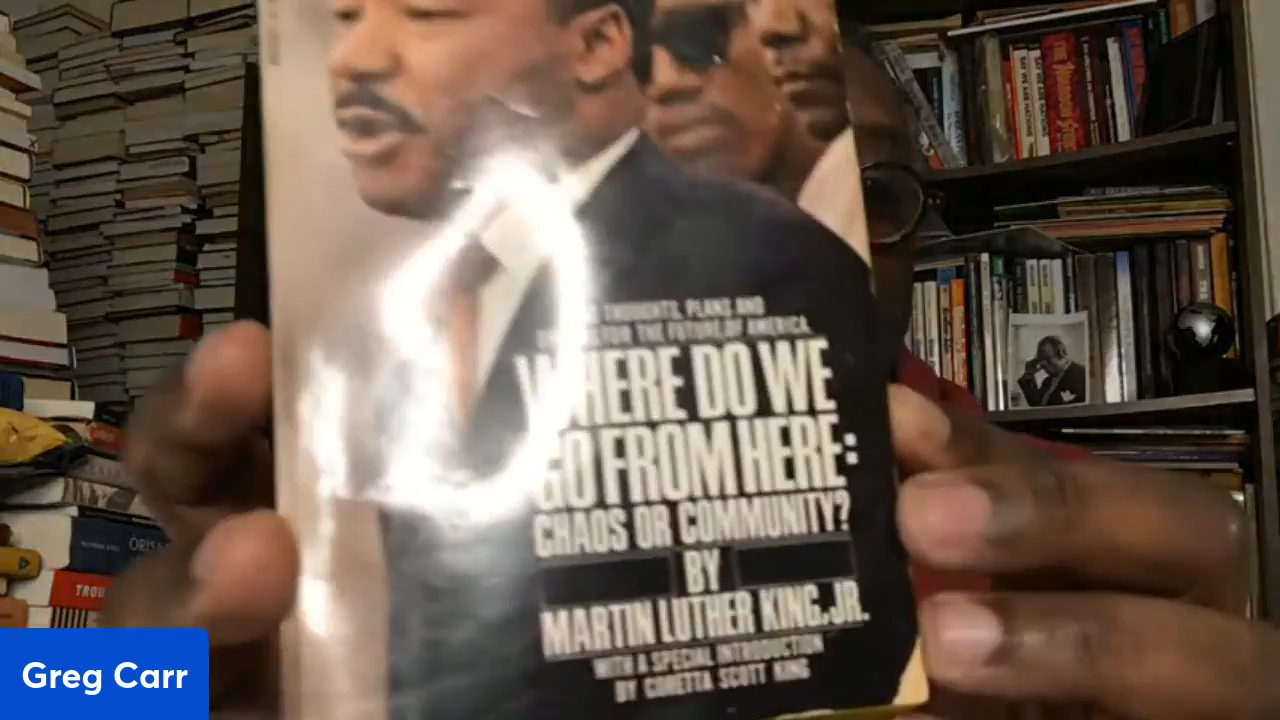 THOUGHTS, PLANS AND
FOR THE FUTURE OF AMERICA.
WHERE DO WE
GO FROM HERE:
CHAOS OR COMMUNITY?
BY
MARTIN LUTHER KING, JR.
WITH A SPECIAL INTRODUCTION
BY CORETTA SCOTT KING
TROU
Greg Carr